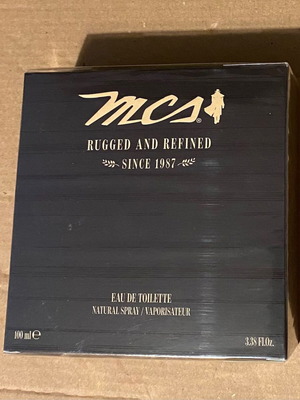 mcs®
RUGGED AND REFINED
SINCE 1987
EAU DE TOILETTE
NATURAL SPRAY / VAPORISATEUR
100 ml ℮ 3.38 Fl.Oz.